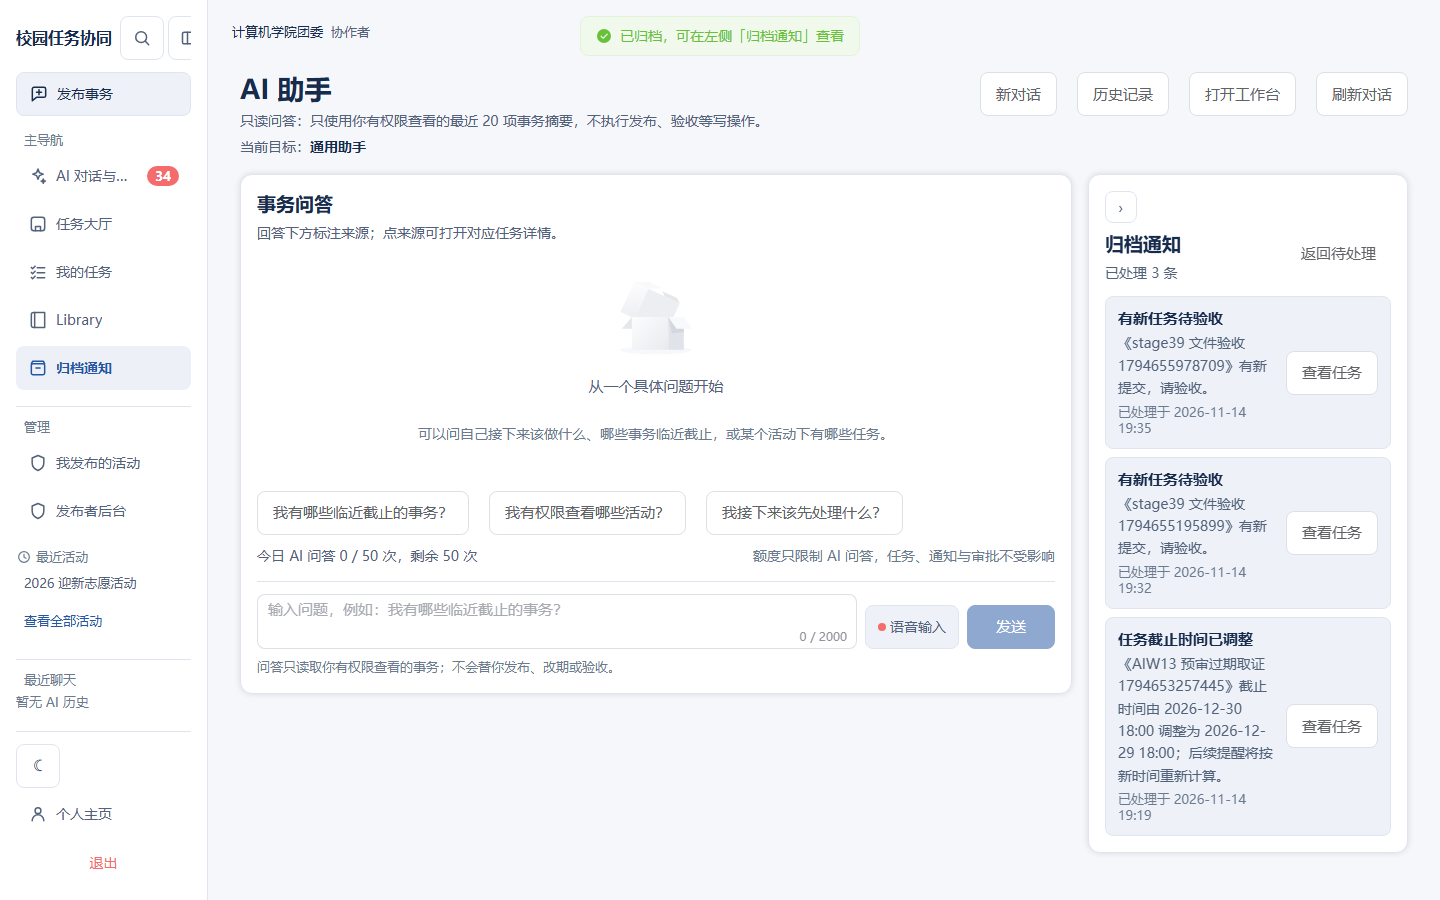 校园任务协同
发布事务
主导航
AI 对话与... 34
任务大厅
我的任务
Library
归档通知
管理
我发布的活动
发布者后台
最近活动
2026 迎新志愿活动
查看全部活动
最近聊天
暂无 AI 历史
个人主页
退出
计算机学院团委 协作者
已归档，可在左侧「归档通知」查看
AI 助手
只读问答：只使用你有权限查看的最近 20 项事务摘要，不执行发布、验收等写操作。
当前目标：通用助手
新对话
历史记录
打开工作台
刷新对话
事务问答
回答下方标注来源；点来源可打开对应任务详情。
从一个具体问题开始
可以问自己接下来该做什么、哪些事务临近截止，或某个活动下有哪些任务。
我有哪些临近截止的事务？
我有权限查看哪些活动？
我接下来该先处理什么？
今日 AI 问答 0 / 50 次，剩余 50 次
额度只限制 AI 问答，任务、通知与审批不受影响
输入问题，例如：我有哪些临近截止的事务？
0 / 2000
语音输入
发送
问答只读取你有权限查看的事务；不会替你发布、改期或验收。
›
归档通知
返回待处理
已处理 3 条
有新任务待验收
《stage39 文件验收
1794655978709》有新
提交，请验收。
已处理于 2026-11-14
19:35
查看任务
有新任务待验收
《stage39 文件验收
1794655195899》有新
提交，请验收。
已处理于 2026-11-14
19:32
查看任务
任务截止时间已调整
《AIW13 预审过期取证
1794653257445》截止
时间由 2026-12-30
18:00 调整为 2026-12-
29 18:00；后续提醒将按
新时间重新计算。
已处理于 2026-11-14
19:19
查看任务